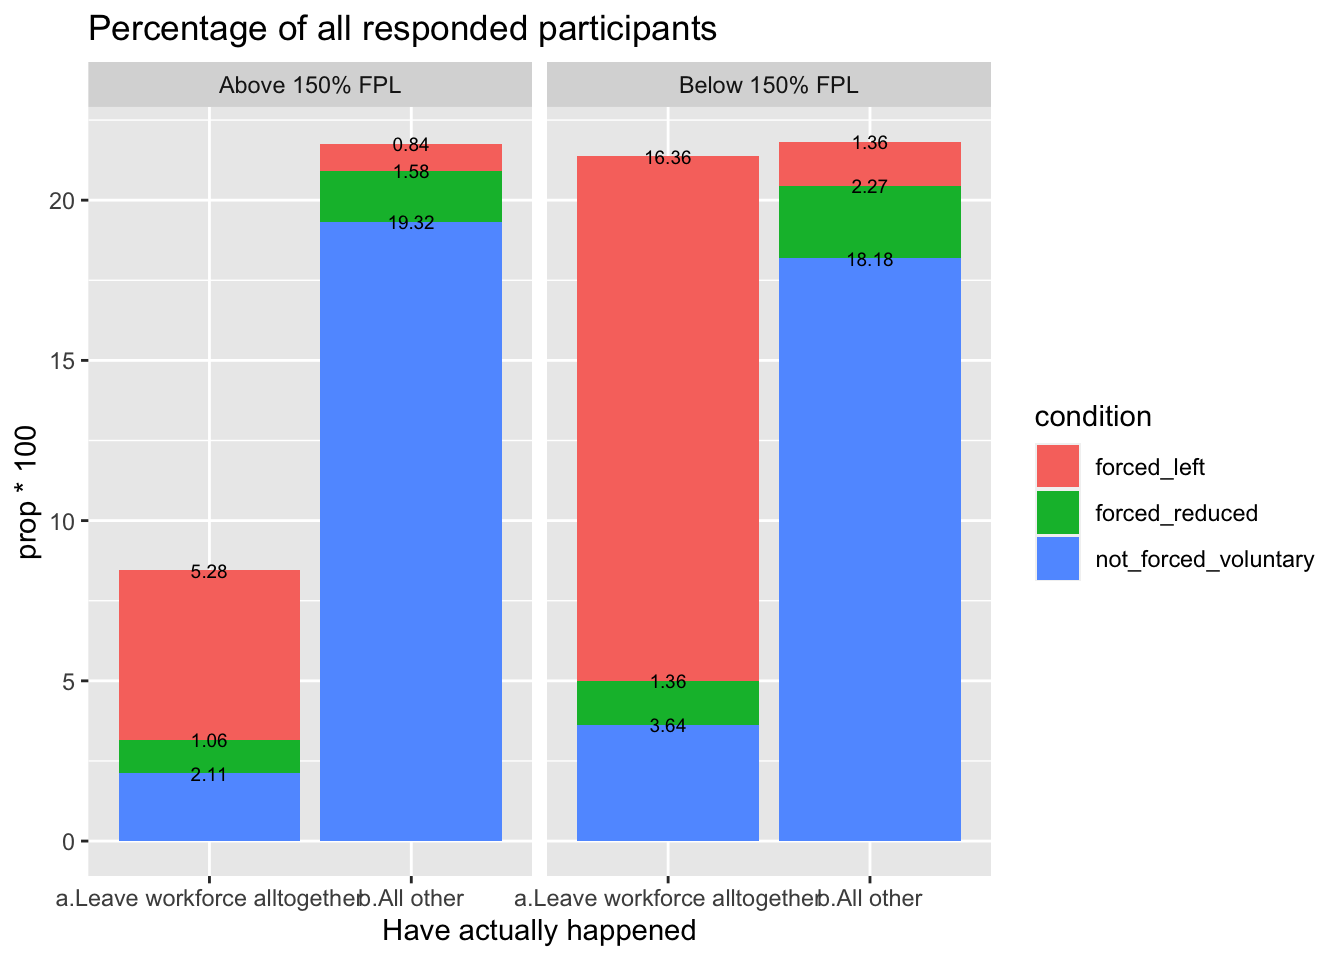 Percentage of all responded participants
Above 150% FPL
Below 150% FPL
prop * 100
20
15
10
5
0
5.28
1.06
2.11
0.84
1.58
19.32
16.36
1.36
3.64
1.36
2.27
18.18
a.Leave workforce alltogether
b.All other
a.Leave workforce alltogether
b.All other
Have actually happened
condition
forced_left
forced_reduced
not_forced_voluntary